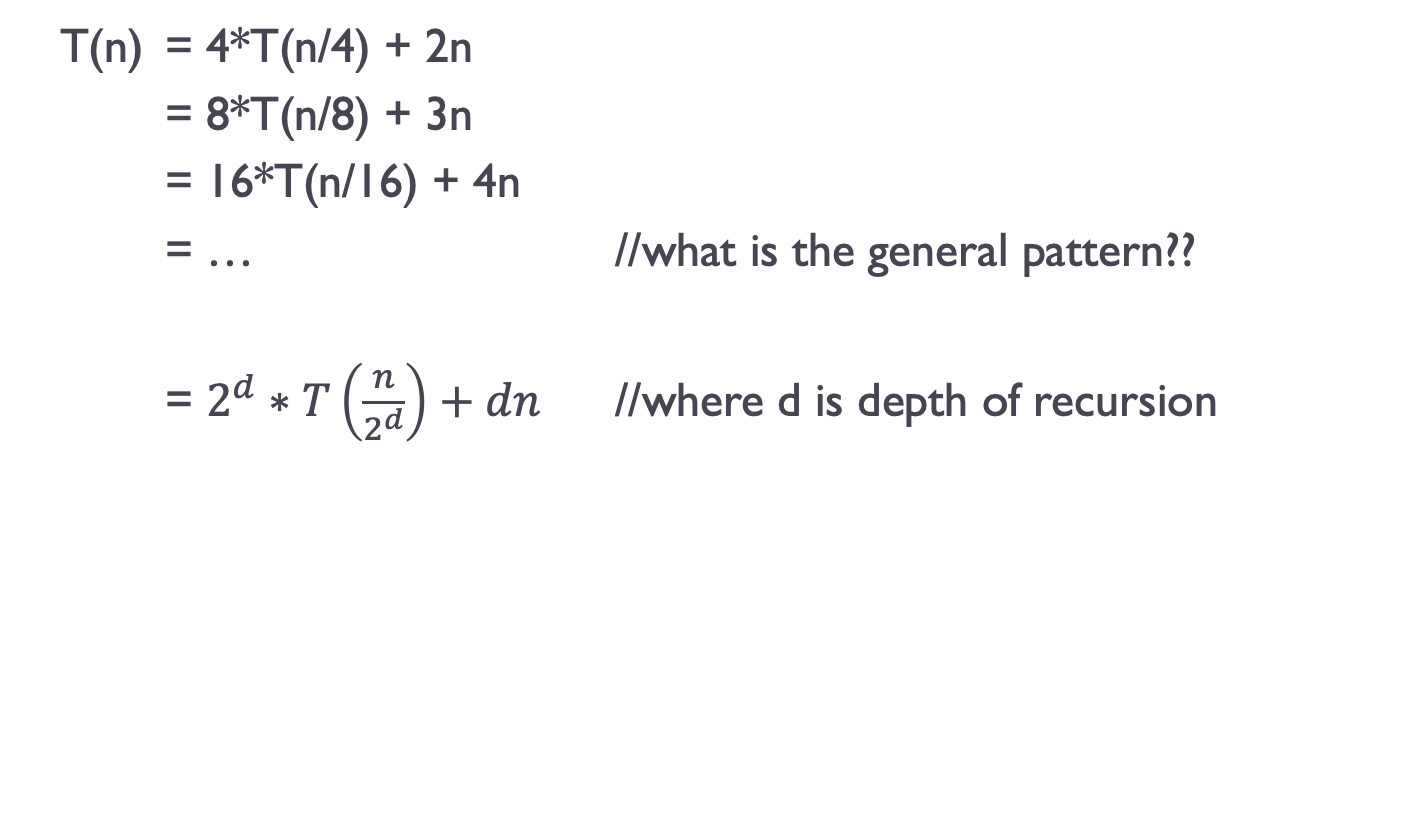 T(n) = 4*T(n/4) + 2n
= 8*T(n/8) + 3n
= 16*T(n/16) + 4n
= … //what is the general pattern??
= 2^d * T(n/2^d) + dn //where d is depth of recursion